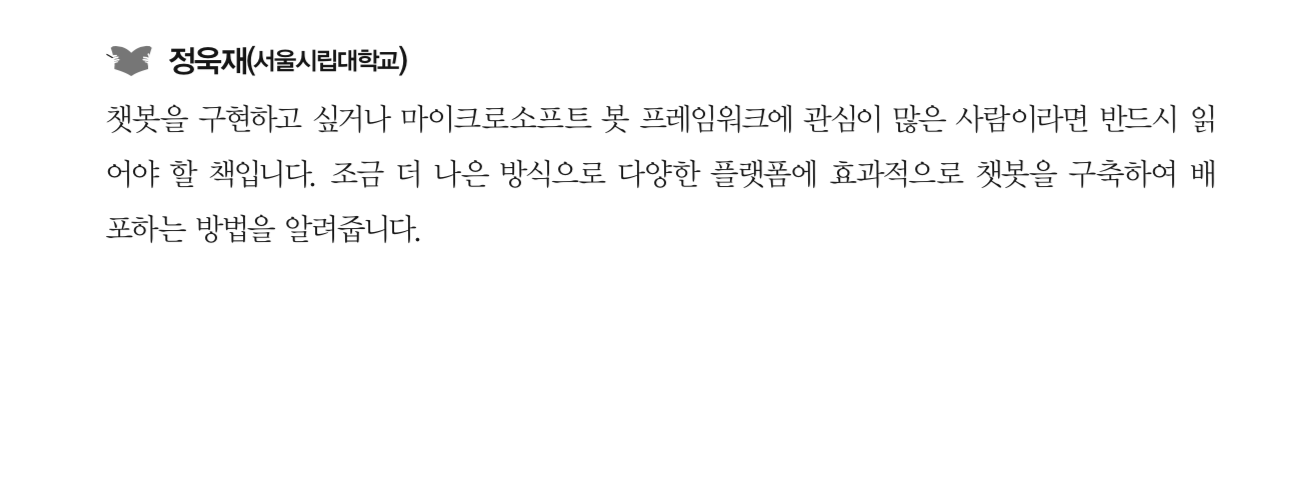 정욱재(서울시립대학교)
챗봇을 구현하고 싶거나 마이크로소프트 봇 프레임워크에 관심이 많은 사람이라면 반드시 읽
어야 할 책입니다. 조금 더 나은 방식으로 다양한 플랫폼에 효과적으로 챗봇을 구축하여 배
포하는 방법을 알려줍니다.